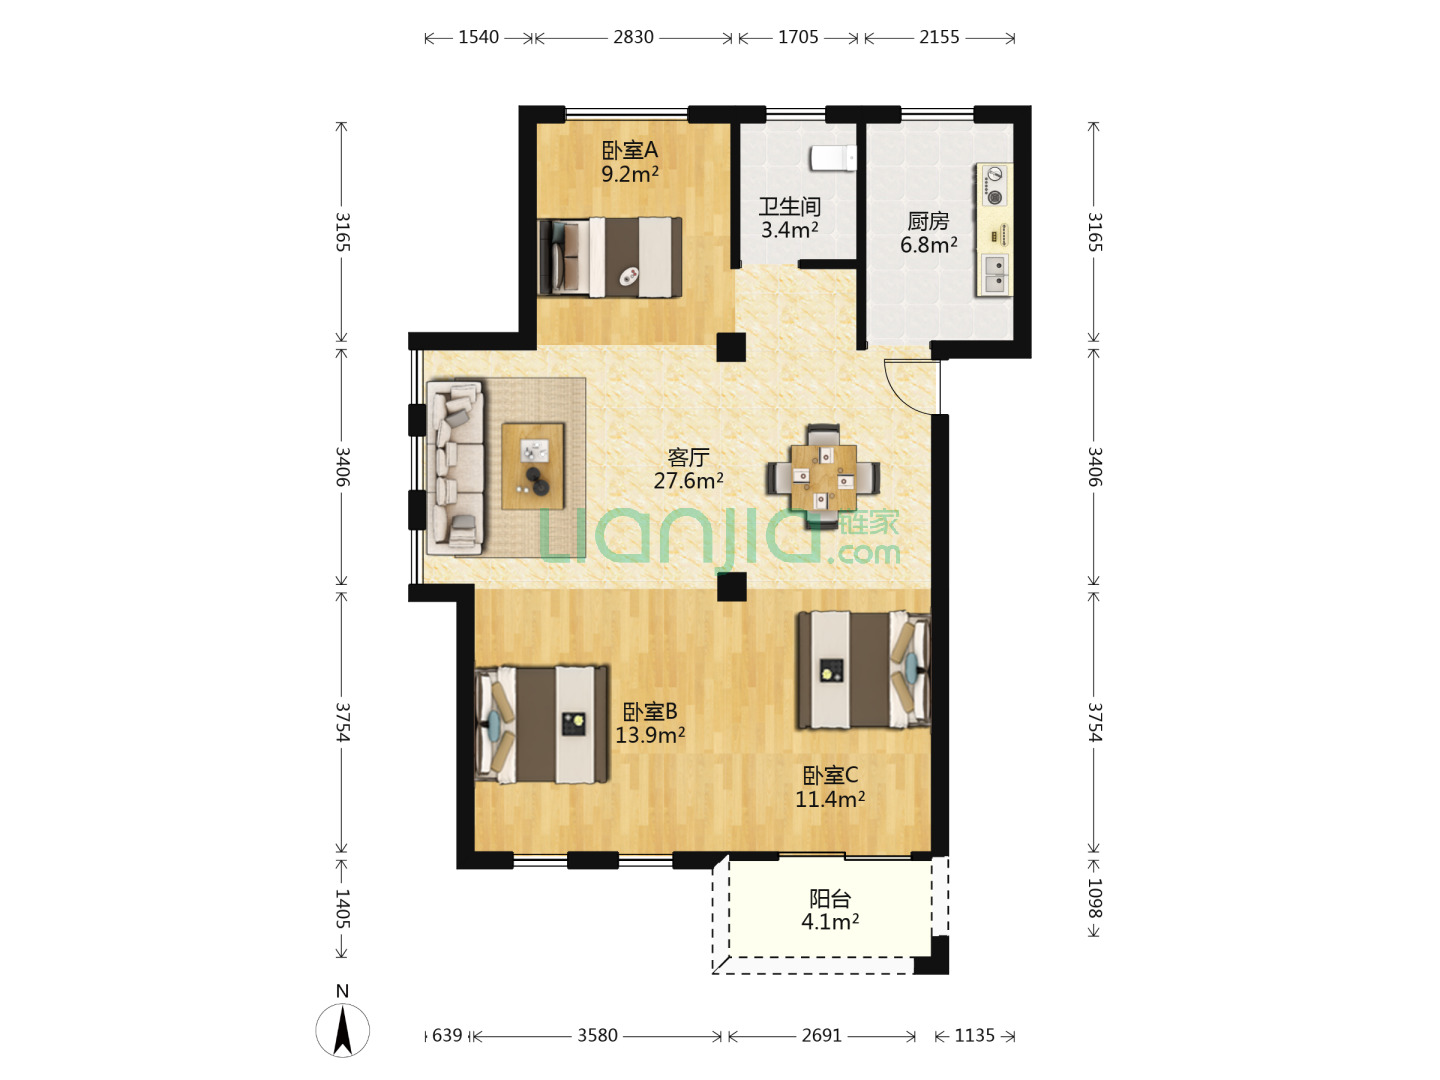 1540 2830 1705 2155
卧室A
9.2m²
卫生间
3.4m²
厨房
6.8m²
3165
3165
客厅
27.6m²
3406
3406
lianjia 链家
.com
卧室B
13.9m²
卧室C
11.4m²
3754
3754
阳台
4.1m²
1405
1098
N
639 3580 2691 1135